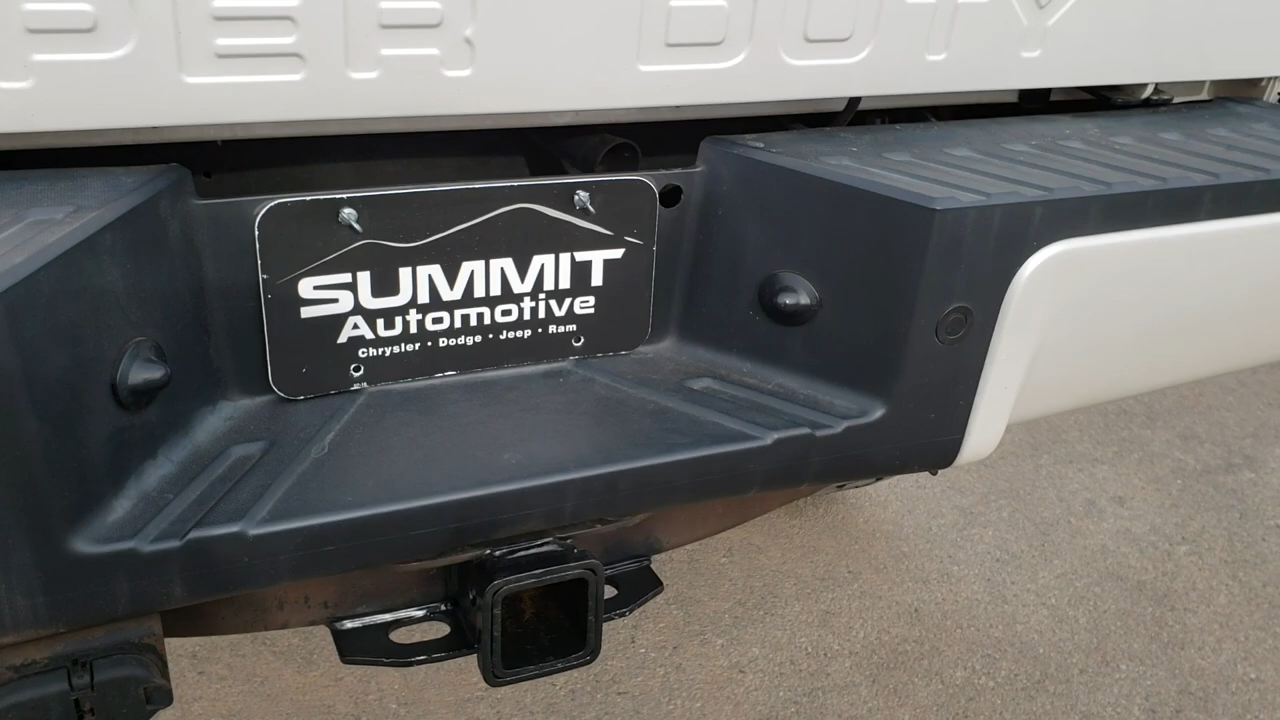 PER DUTY
SUMMIT
Automotive
Chrysler • Dodge • Jeep • Ram